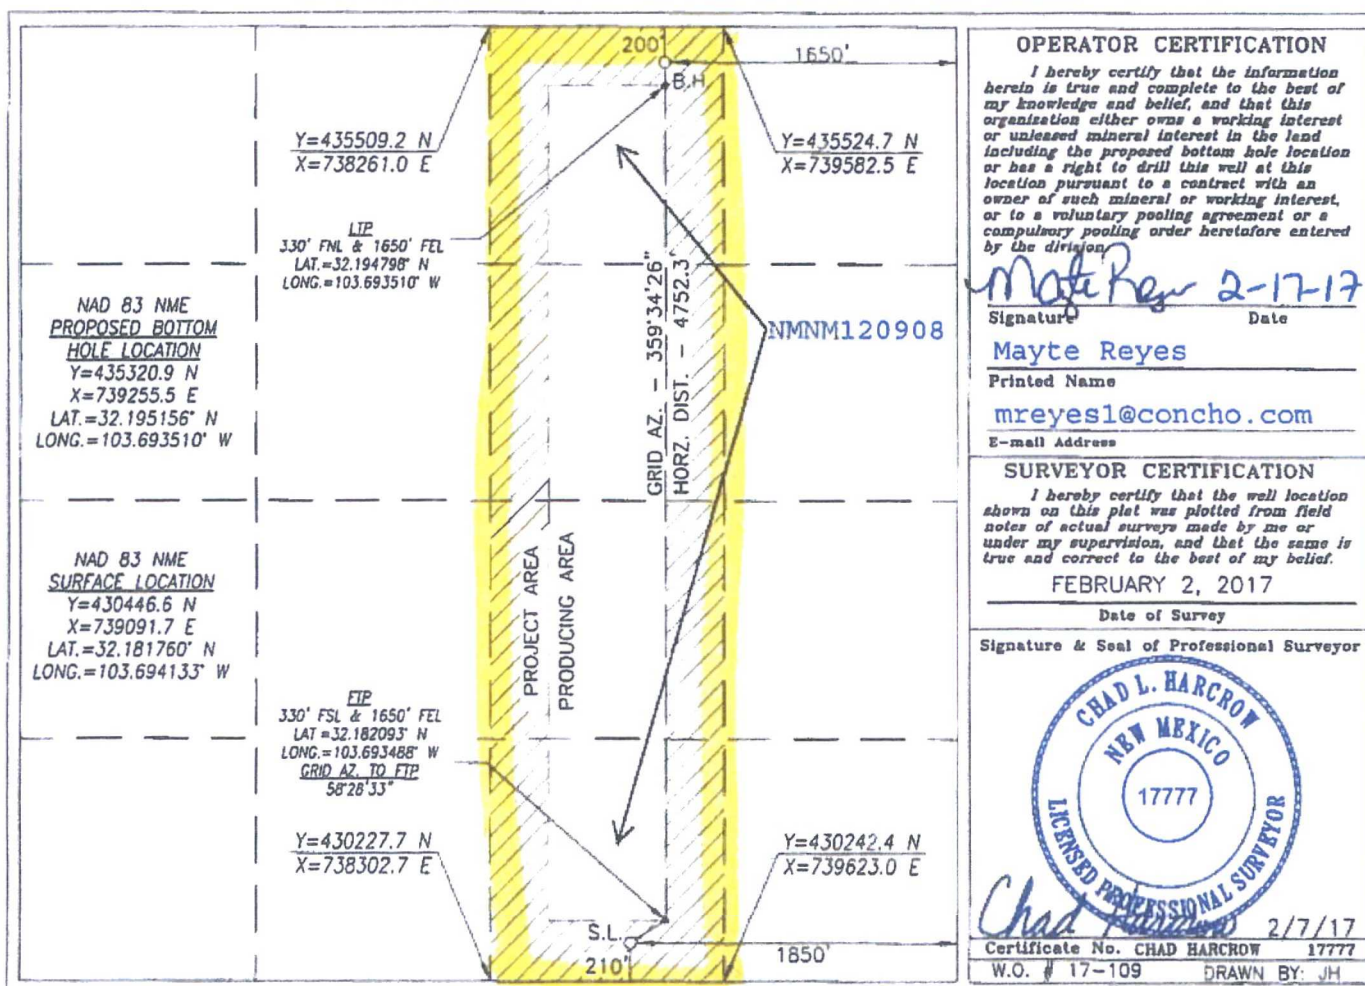 200'
1650'
B.H.
Y=435509.2 N
X=738261.0 E
Y=435524.7 N
X=739582.5 E
LTP
330' FNL & 1650' FEL
LAT.=32.194798° N
LONG.=103.693510° W
GRID AZ. - 359°34'26"
HORZ. DIST. - 4752.3'
NMNM120908
NAD 83 NME
PROPOSED BOTTOM
HOLE LOCATION
Y=435320.9 N
X=739255.5 E
LAT.=32.195156° N
LONG.=103.693510° W
NAD 83 NME
SURFACE LOCATION
Y=430446.6 N
X=739091.7 E
LAT.=32.181760° N
LONG.=103.694133° W
PROJECT AREA
PRODUCING AREA
FTP
330' FSL & 1650' FEL
LAT =32.182093° N
LONG.=103.693488° W
GRID AZ. TO FTP
58°28'33"
Y=430227.7 N
X=738302.7 E
Y=430242.4 N
X=739623.0 E
S.L.
210'
1850'
OPERATOR CERTIFICATION
I hereby certify that the information
herein is true and complete to the best of
my knowledge and belief, and that this
organization either owns a working interest
or unleased mineral interest in the land
including the proposed bottom hole location
or has a right to drill this well at this
location pursuant to a contract with an
owner of such mineral or working interest,
or to a voluntary pooling agreement or a
compulsory pooling order heretofore entered
by the division.
Mayte Reyes 2-17-17
Signature Date
Mayte Reyes
Printed Name
mreyes1@concho.com
E-mail Address
SURVEYOR CERTIFICATION
I hereby certify that the well location
shown on this plat was plotted from field
notes of actual surveys made by me or
under my supervision, and that the same is
true and correct to the best of my belief.
FEBRUARY 2, 2017
Date of Survey
Signature & Seal of Professional Surveyor
CHAD L. HARCROW
NEW MEXICO
17777
LICENSED PROFESSIONAL SURVEYOR
Chad Harcrow 2/7/17
Certificate No. CHAD HARCROW 17777
W.O. # 17-109 DRAWN BY: JH